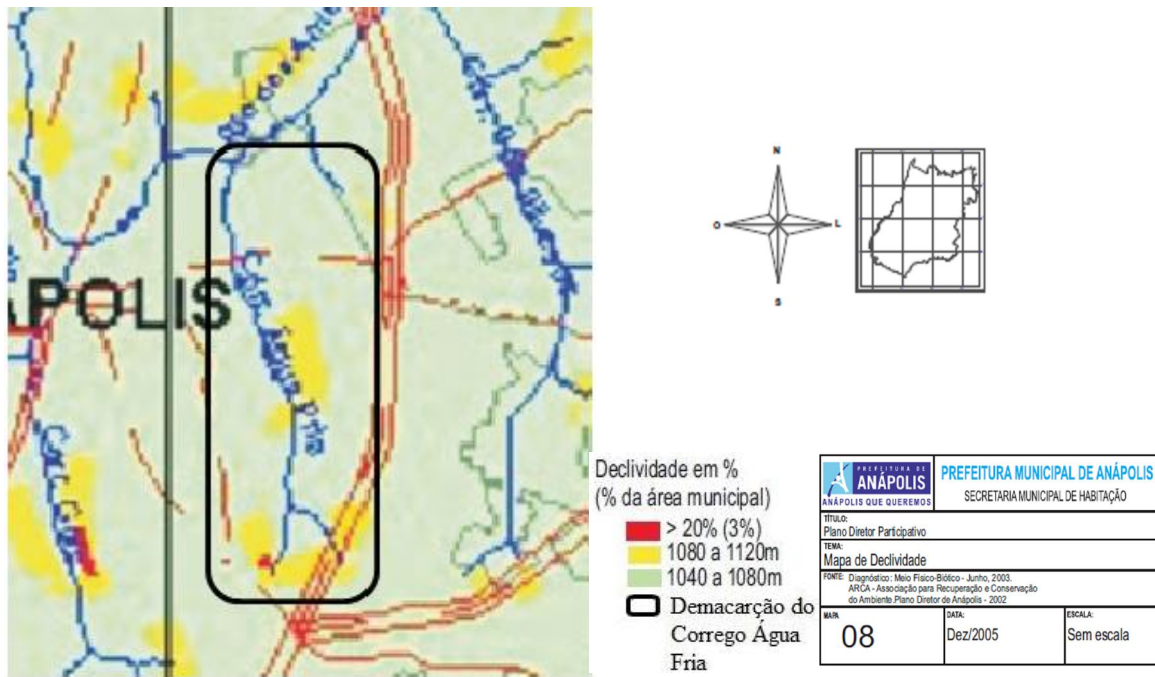 APOLIS
Córr. Água Fria
N
O
L
S
Declividade em %
(% da área municipal)
> 20% (3%)
1080 a 1120m
1040 a 1080m
Demacarção do
Corrego Água
Fria
PREFEITURA DE
ANÁPOLIS
ANÁPOLIS QUE QUEREMOS
PREFEITURA MUNICIPAL DE ANÁPOLIS
SECRETARIA MUNICIPAL DE HABITAÇÃO
TÍTULO:
Plano Diretor Participativo
TEMA:
Mapa de Declividade
FONTE: Diagnóstico: Meio Físico-Biótico - Junho, 2003.
ARCA - Associação para Recuperação e Conservação
do Ambiente.Plano Diretor de Anápolis - 2002
MAPA
08
DATA:
Dez/2005
ESCALA:
Sem escala